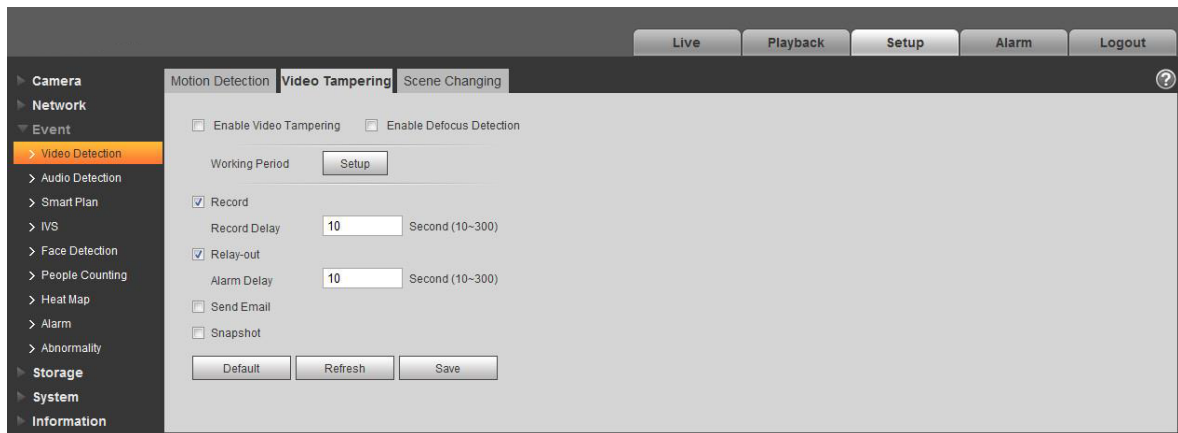 Live Playback Setup Alarm Logout
Camera
Network
Event
Video Detection
Audio Detection
Smart Plan
IVS
Face Detection
People Counting
Heat Map
Alarm
Abnormality
Storage
System
Information
Motion Detection Video Tampering Scene Changing
?
Enable Video Tampering Enable Defocus Detection
Working Period Setup
Record
Record Delay 10 Second (10~300)
Relay-out
Alarm Delay 10 Second (10~300)
Send Email
Snapshot
Default Refresh Save